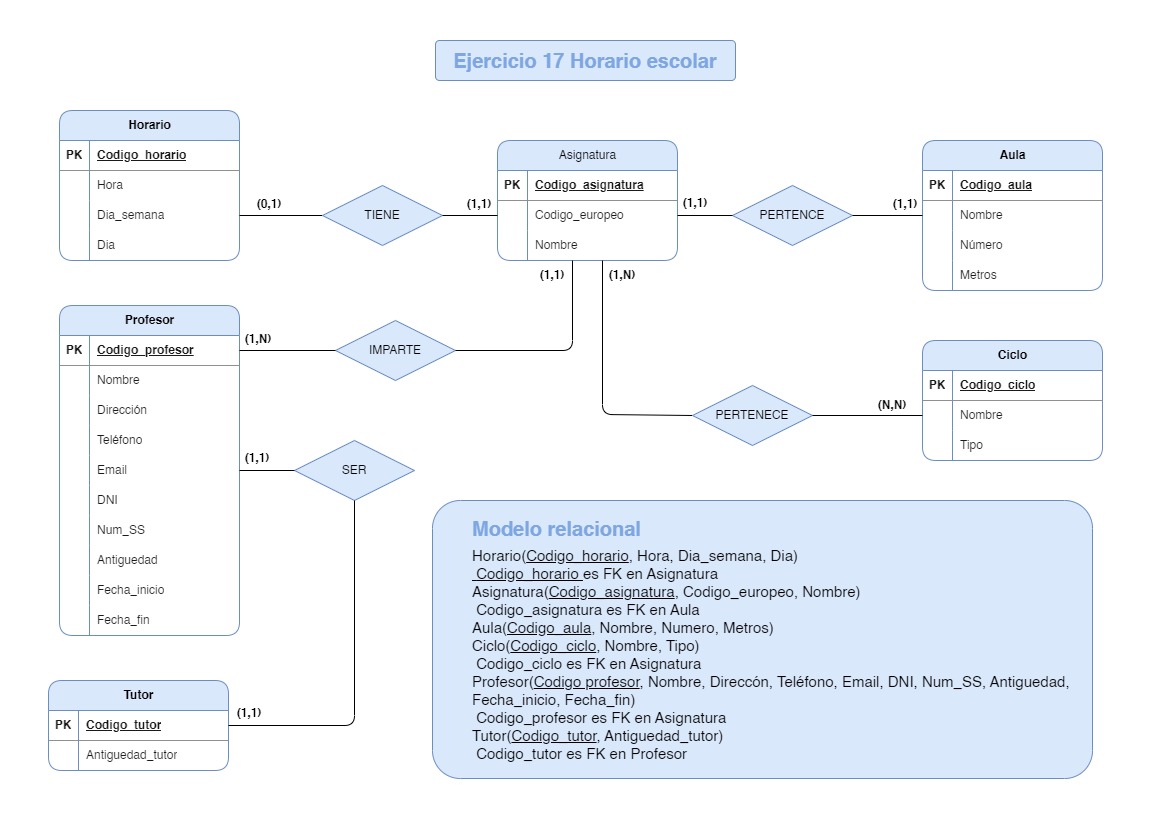 Ejercicio 17 Horario escolar
Horario
PK Codigo_horario
Hora
Dia_semana
Dia
(0,1)
TIENE
(1,1)
Asignatura
PK Codigo_asignatura
Codigo_europeo
Nombre
(1,1)
PERTENCE
(1,1)
Aula
PK Codigo_aula
Nombre
Número
Metros
(1,1)
(1,N)
Profesor
PK Codigo_profesor
Nombre
Dirección
Teléfono
Email
DNI
Num_SS
Antiguedad
Fecha_inicio
Fecha_fin
(1,N)
IMPARTE
Ciclo
PK Codigo_ciclo
Nombre
Tipo
PERTENECE
(N,N)
(1,1)
SER
Tutor
PK Codigo_tutor
Antiguedad_tutor
(1,1)
Modelo relacional
Horario(Codigo_horario, Hora, Dia_semana, Dia)
Codigo_horario es FK en Asignatura
Asignatura(Codigo_asignatura, Codigo_europeo, Nombre)
Codigo_asignatura es FK en Aula
Aula(Codigo_aula, Nombre, Numero, Metros)
Ciclo(Codigo_ciclo, Nombre, Tipo)
Codigo_ciclo es FK en Asignatura
Profesor(Codigo profesor, Nombre, Direccón, Teléfono, Email, DNI, Num_SS, Antiguedad,
Fecha_inicio, Fecha_fin)
Codigo_profesor es FK en Asignatura
Tutor(Codigo_tutor, Antiguedad_tutor)
Codigo_tutor es FK en Profesor